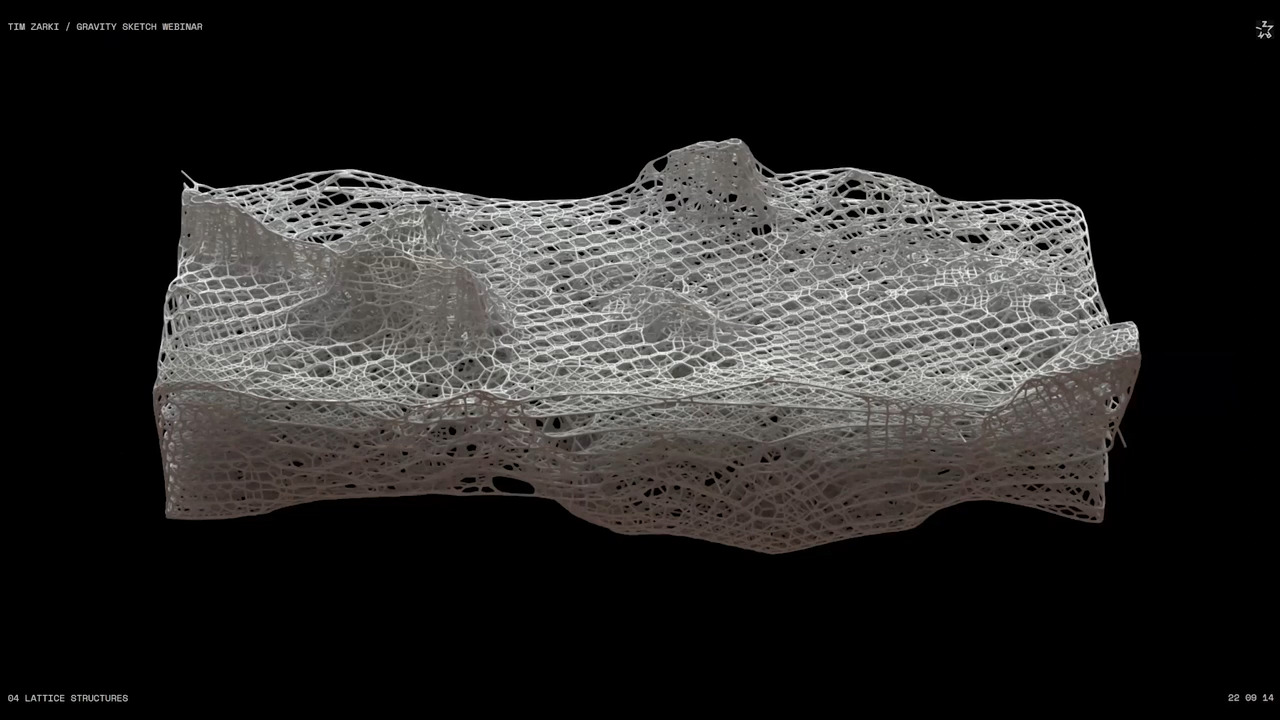 TIM ZARKI / GRAVITY SKETCH WEBINAR
04 LATTICE STRUCTURES
22 09 14